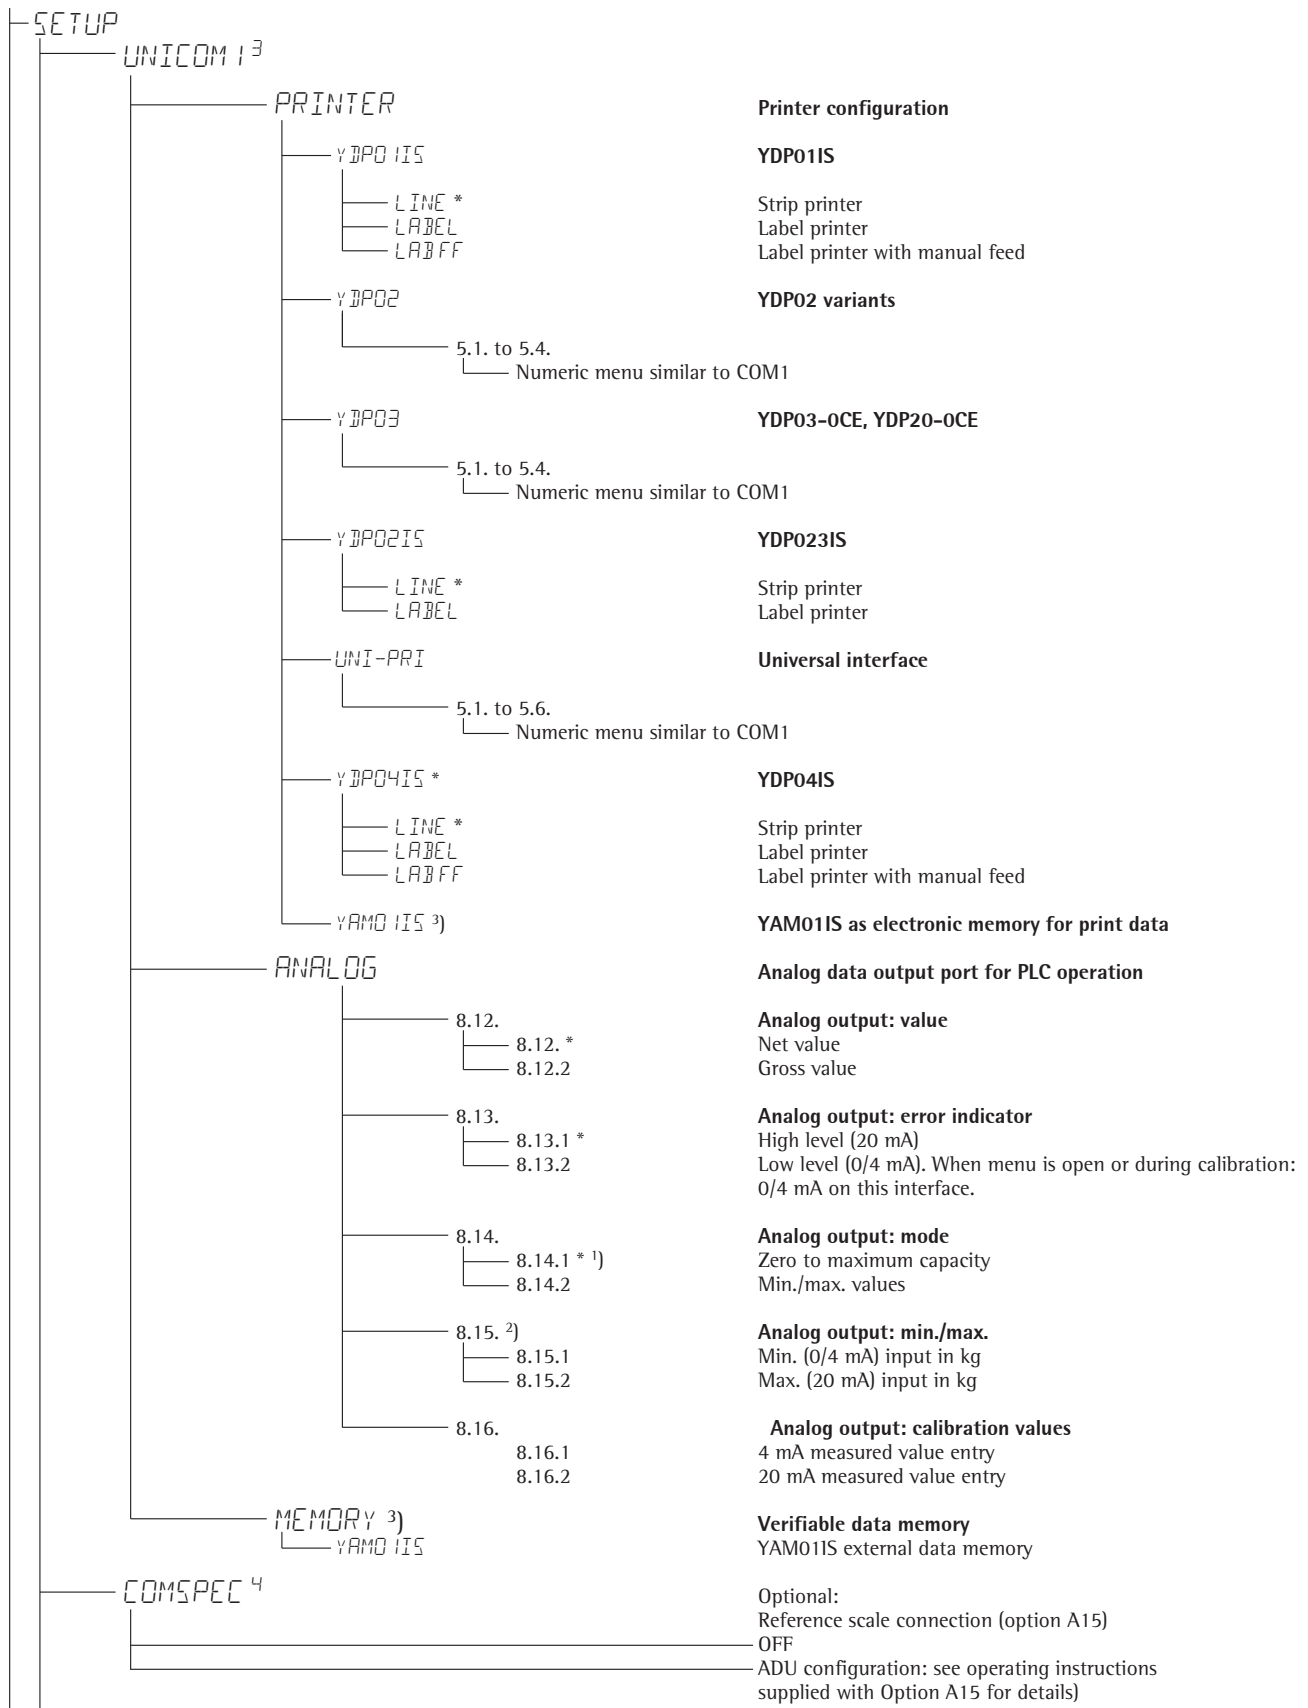 SETUP
UNICOM 1 3
PRINTER Printer configuration
YDP01IS YDP01IS
LINE * Strip printer
LABEL Label printer
LABFF Label printer with manual feed
YDP02 YDP02 variants
5.1. to 5.4.
Numeric menu similar to COM1
YDP03 YDP03-0CE, YDP20-0CE
5.1. to 5.4.
Numeric menu similar to COM1
YDP02IS YDP023IS
LINE * Strip printer
LABEL Label printer
UNI-PRI Universal interface
5.1. to 5.6.
Numeric menu similar to COM1
YDP04IS * YDP04IS
LINE * Strip printer
LABEL Label printer
LABFF Label printer with manual feed
YAM01IS 3) YAM01IS as electronic memory for print data
ANALOG Analog data output port for PLC operation
8.12. Analog output: value
8.12. * Net value
8.12.2 Gross value
8.13. Analog output: error indicator
8.13.1 * High level (20 mA)
8.13.2 Low level (0/4 mA). When menu is open or during calibration:
0/4 mA on this interface.
8.14. Analog output: mode
8.14.1 * 1) Zero to maximum capacity
8.14.2 Min./max. values
8.15. 2) Analog output: min./max.
8.15.1 Min. (0/4 mA) input in kg
8.15.2 Max. (20 mA) input in kg
8.16. Analog output: calibration values
8.16.1 4 mA measured value entry
8.16.2 20 mA measured value entry
MEMORY 3) Verifiable data memory
YAM01IS YAM01IS external data memory
COMSPEC 4 Optional:
Reference scale connection (option A15)
OFF
ADU configuration: see operating instructions
supplied with Option A15 for details)